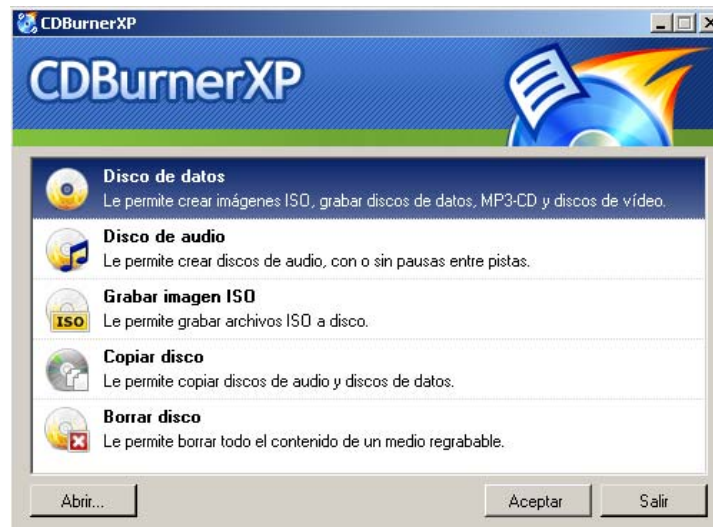 CDBurnerXP
CDBurnerXP
Disco de datos
Le permite crear imágenes ISO, grabar discos de datos, MP3-CD y discos de vídeo.
Disco de audio
Le permite crear discos de audio, con o sin pausas entre pistas.
Grabar imagen ISO
Le permite grabar archivos ISO a disco.
ISO
Copiar disco
Le permite copiar discos de audio y discos de datos.
Borrar disco
Le permite borrar todo el contenido de un medio regrabable.
Abrir... Aceptar Salir